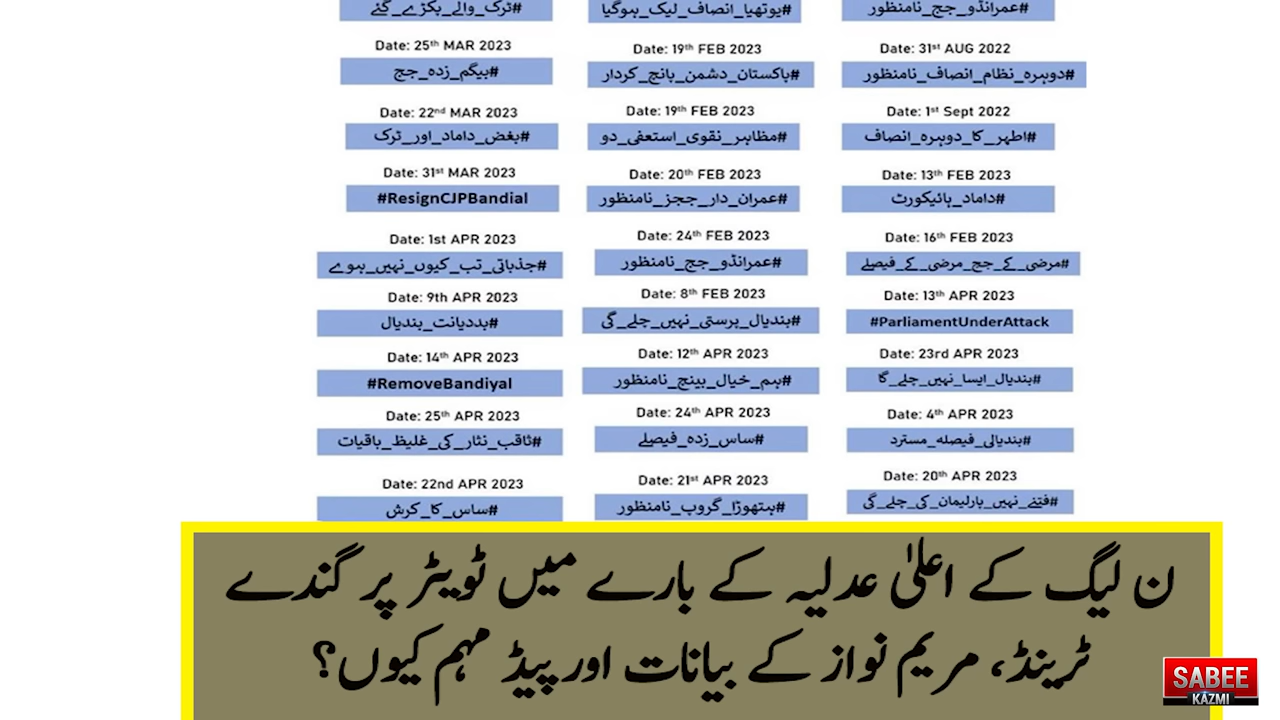 #ٹرک_والے_پکڑے_گئے
#یوتھیا_انصاف_لیک_ہوگیا
#عمرانڈو_جج_نامنظور
Date: 25th MAR 2023
Date: 19th FEB 2023
Date: 31st AUG 2022
#بیگم_زدہ_جج
#پاکستان_دشمن_پانچ_کردار
#دوہرہ_نظام_انصاف_نامنظور
Date: 22nd MAR 2023
Date: 19th FEB 2023
Date: 1st Sept 2022
#بغض_داماد_اور_ٹرک
#مظاہر_نقوی_استعفی_دو
#اطہر_کا_دوہرہ_انصاف
Date: 31st MAR 2023
Date: 20th FEB 2023
Date: 13th FEB 2023
#ResignCJPBandial
#عمران_دار_ججز_نامنظور
#داماد_ہائیکورٹ
Date: 1st APR 2023
Date: 24th FEB 2023
Date: 16th FEB 2023
#جذباتی_تب_کیوں_نہیں_ہوے
#عمرانڈو_جج_نامنظور
#مرضی_کے_جج_مرضی_کے_فیصلے
Date: 9th APR 2023
Date: 8th FEB 2023
Date: 13th APR 2023
#بددیانت_بندیال
#بندیال_پرستی_نہیں_چلے_گی
#ParliamentUnderAttack
Date: 14th APR 2023
Date: 12th APR 2023
Date: 23rd APR 2023
#RemoveBandiyal
#ہم_خیال_بینچ_نامنظور
#بندیال_ایسا_نہیں_چلے_گا
Date: 25th APR 2023
Date: 24th APR 2023
Date: 4th APR 2023
#ثاقب_نثار_کی_غلیظ_باقیات
#ساس_زدہ_فیصلے
#بندیالی_فیصلہ_مسترد
Date: 22nd APR 2023
Date: 21st APR 2023
Date: 20th APR 2023
#ساس_کا_کرش
#ہتھوڑا_گروپ_نامنظور
#فتنے_نہیں_پارلیمان_کی_چلے_گی
ن لیگ کے اعلیٰ عدلیہ کے بارے میں ٹویٹر پر گندے
ٹرینڈ، مریم نواز کے بیانات اور پیڈ مہم کیوں؟
SABEE
KAZMI